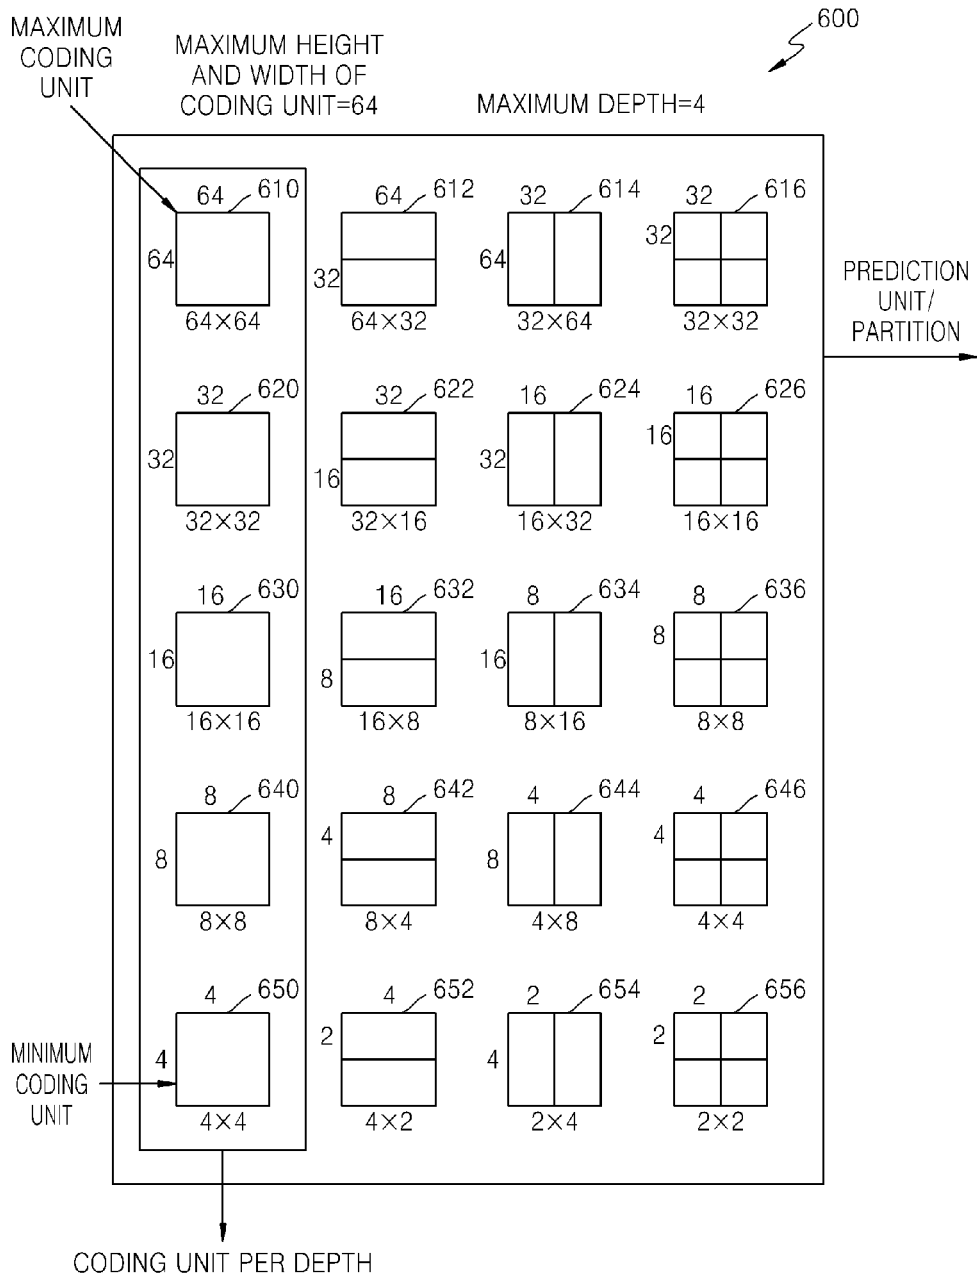 600
MAXIMUM
CODING
UNIT
MAXIMUM HEIGHT
AND WIDTH OF
CODING UNIT=64
MAXIMUM DEPTH=4
64 610 64 612 32 614 32 616
64 32 64 32
64×64 64×32 32×64 32×32
PREDICTION
UNIT/
PARTITION
32 620 32 622 16 624 16 626
32 16 32 16
32×32 32×16 16×32 16×16
16 630 16 632 8 634 8 636
16 8 16 8
16×16 16×8 8×16 8×8
8 640 8 642 4 644 4 646
8 4 8 4
8×8 8×4 4×8 4×4
4 650 4 652 2 654 2 656
4 2 4 2
4×4 4×2 2×4 2×2
MINIMUM
CODING
UNIT
CODING UNIT PER DEPTH